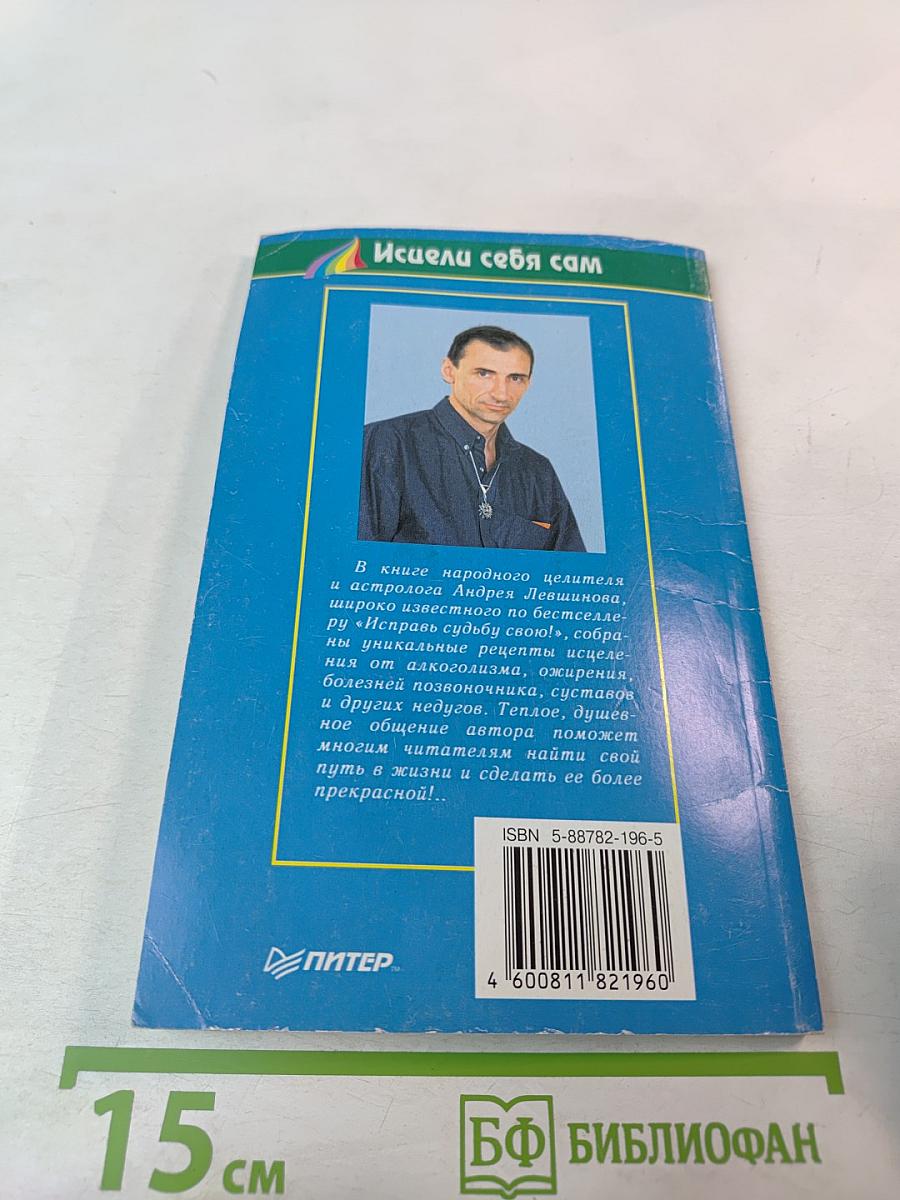 Исцели себя сам
В книге народного целителя
и астролога Андрея Левшинова,
широко известного по бестселле-
ру «Исправь судьбу свою!», собра-
ны уникальные рецепты исцеле-
ния от алкоголизма, ожирения,
болезней позвоночника, суставов
и других недугов. Теплое, душев-
ное общение автора поможет
многим читателям найти свой
путь в жизни и сделать ее более
прекрасной!..
ISBN 5-88782-196-5
4 600811 821960
ПИТЕР™
15 см
БФ БИБЛИОФАН